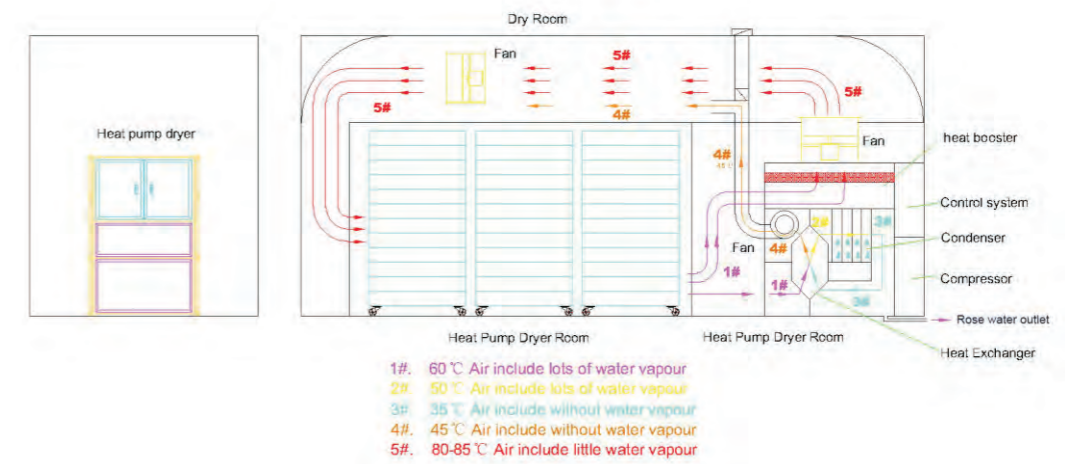 Dry Room
Fan
5#
5#
5#
4#
Heat pump dryer
Fan
heat booster
4#
45℃
Control system
2#
3#
Condenser
Fan
4#
1#
1#
3#
Compressor
Rose water outlet
Heat Pump Dryer Room
Heat Pump Dryer Room
Heat Exchanger
1#. 60℃ Air include lots of water vapour
2#. 50℃ Air include lots of water vapour
3#. 35℃ Air include without water vapour
4#. 45℃ Air include without water vapour
5#. 80-85℃ Air include little water vapour